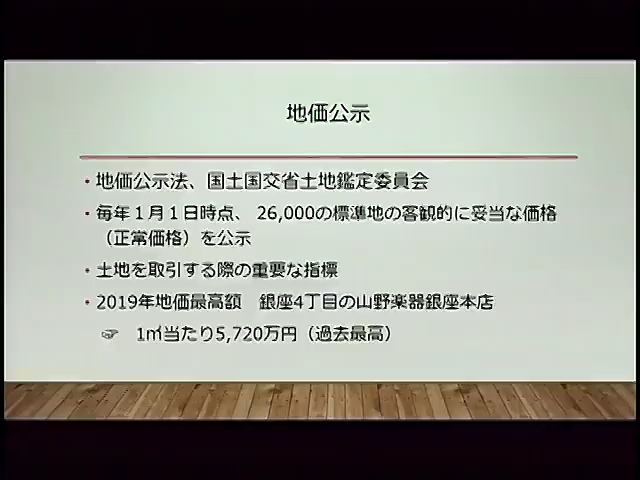 地価公示
・地価公示法、国土国交省土地鑑定委員会
・毎年１月１日時点、 26,000の標準地の客観的に妥当な価格
（正常価格）を公示
・土地を取引する際の重要な指標
・2019年地価最高額　銀座4丁目の山野楽器銀座本店
☞　1㎡当たり5,720万円（過去最高）